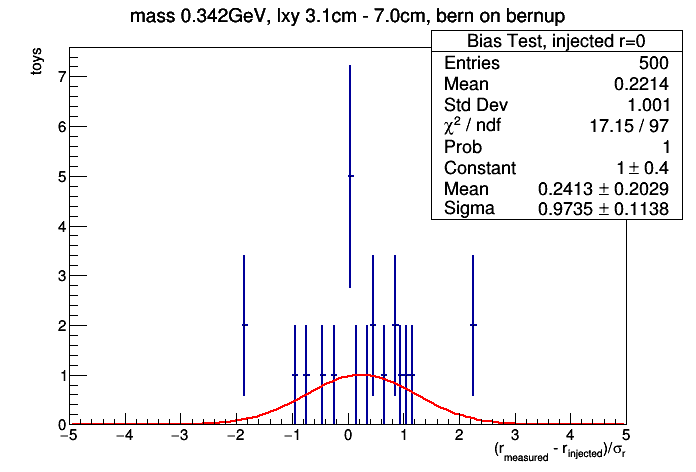 mass 0.342GeV, lxy 3.1cm - 7.0cm, bern on bernup
Bias Test, injected r=0
Entries 500
Mean 0.2214
Std Dev 1.001
χ² / ndf 17.15 / 97
Prob 1
Constant 1 ± 0.4
Mean 0.2413 ± 0.2029
Sigma 0.9735 ± 0.1138
toys
7
6
5
4
3
2
1
0
−5 −4 −3 −2 −1 0 1 2 3 4 5
(r_measured - r_injected)/σ_r